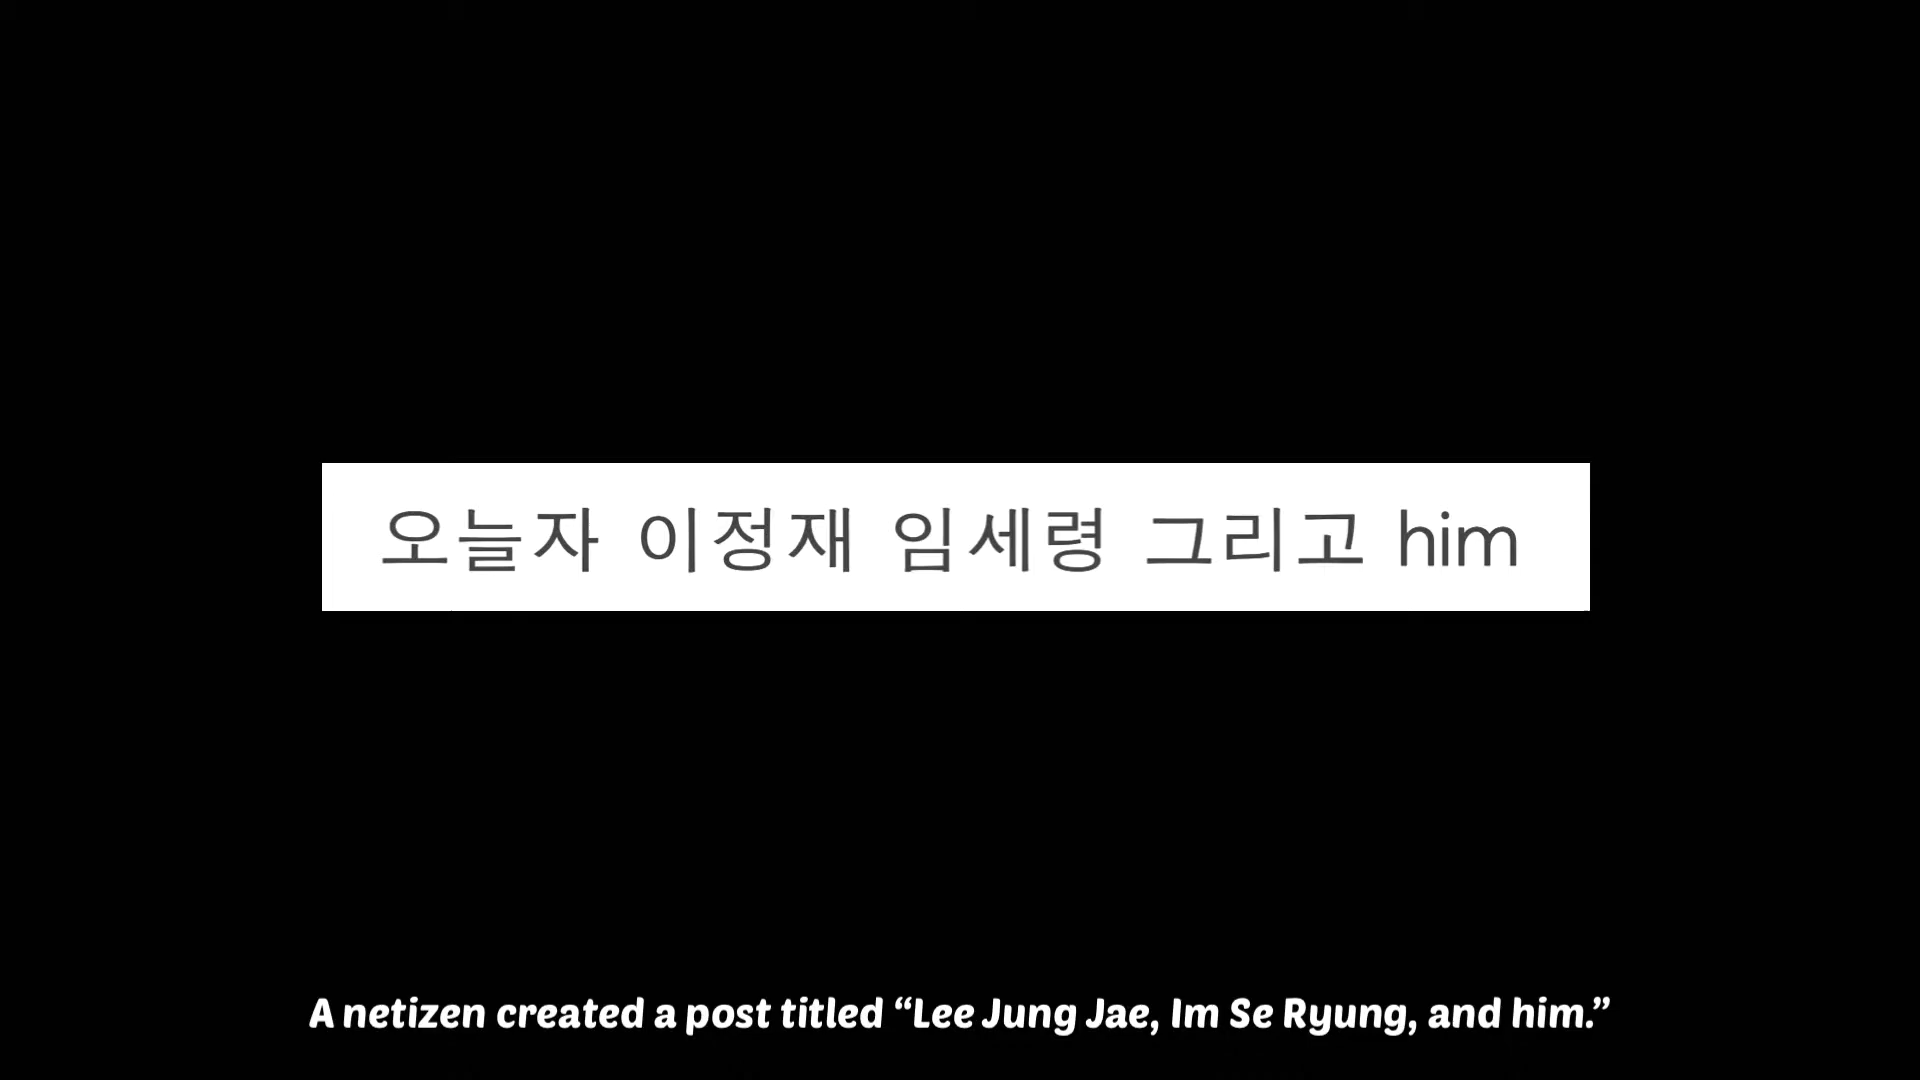 오늘자 이정재 임세령 그리고 him
A netizen created a post titled “Lee Jung Jae, Im Se Ryung, and him.”